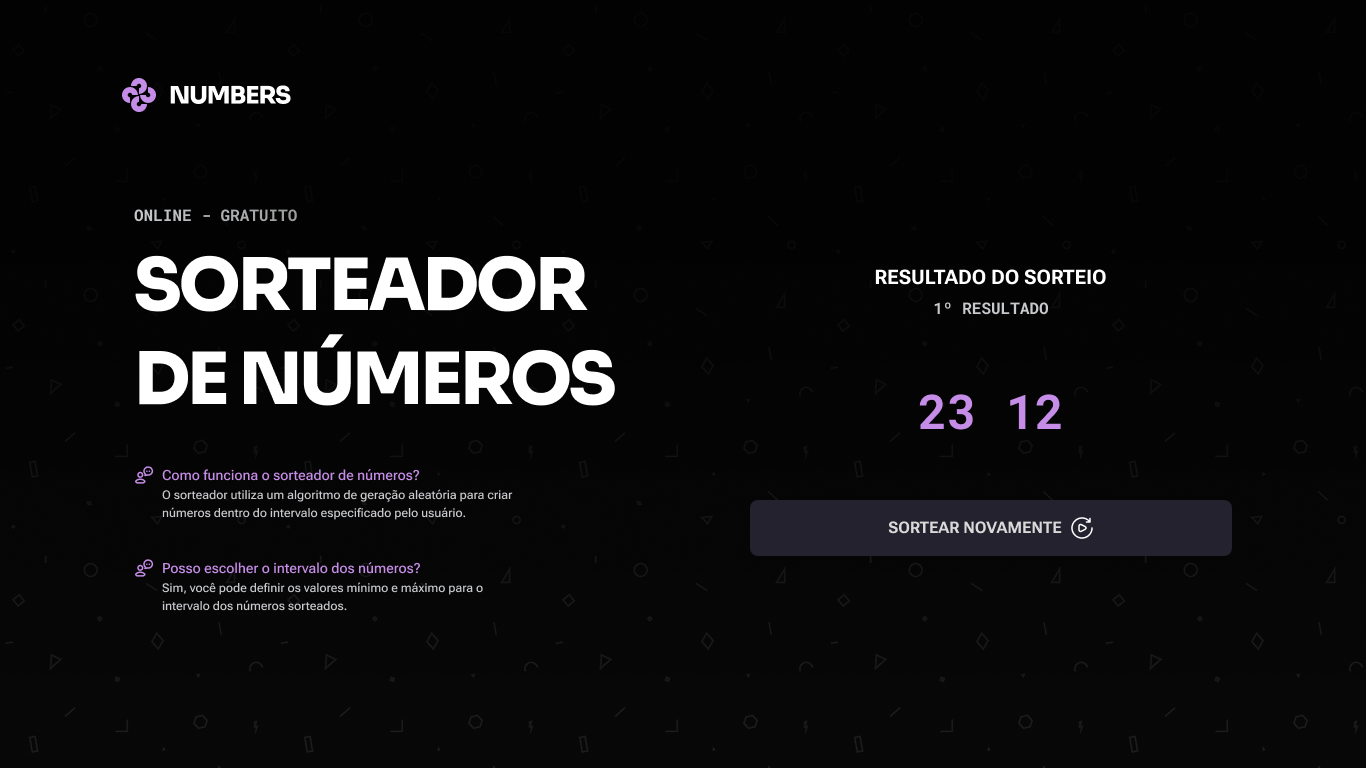 NUMBERS
ONLINE - GRATUITO
SORTEADOR
DE NÚMEROS
Como funciona o sorteador de números?
O sorteador utiliza um algoritmo de geração aleatória para criar
números dentro do intervalo especificado pelo usuário.
Posso escolher o intervalo dos números?
Sim, você pode definir os valores mínimo e máximo para o
intervalo dos números sorteados.
RESULTADO DO SORTEIO
1º RESULTADO
23 12
SORTEAR NOVAMENTE